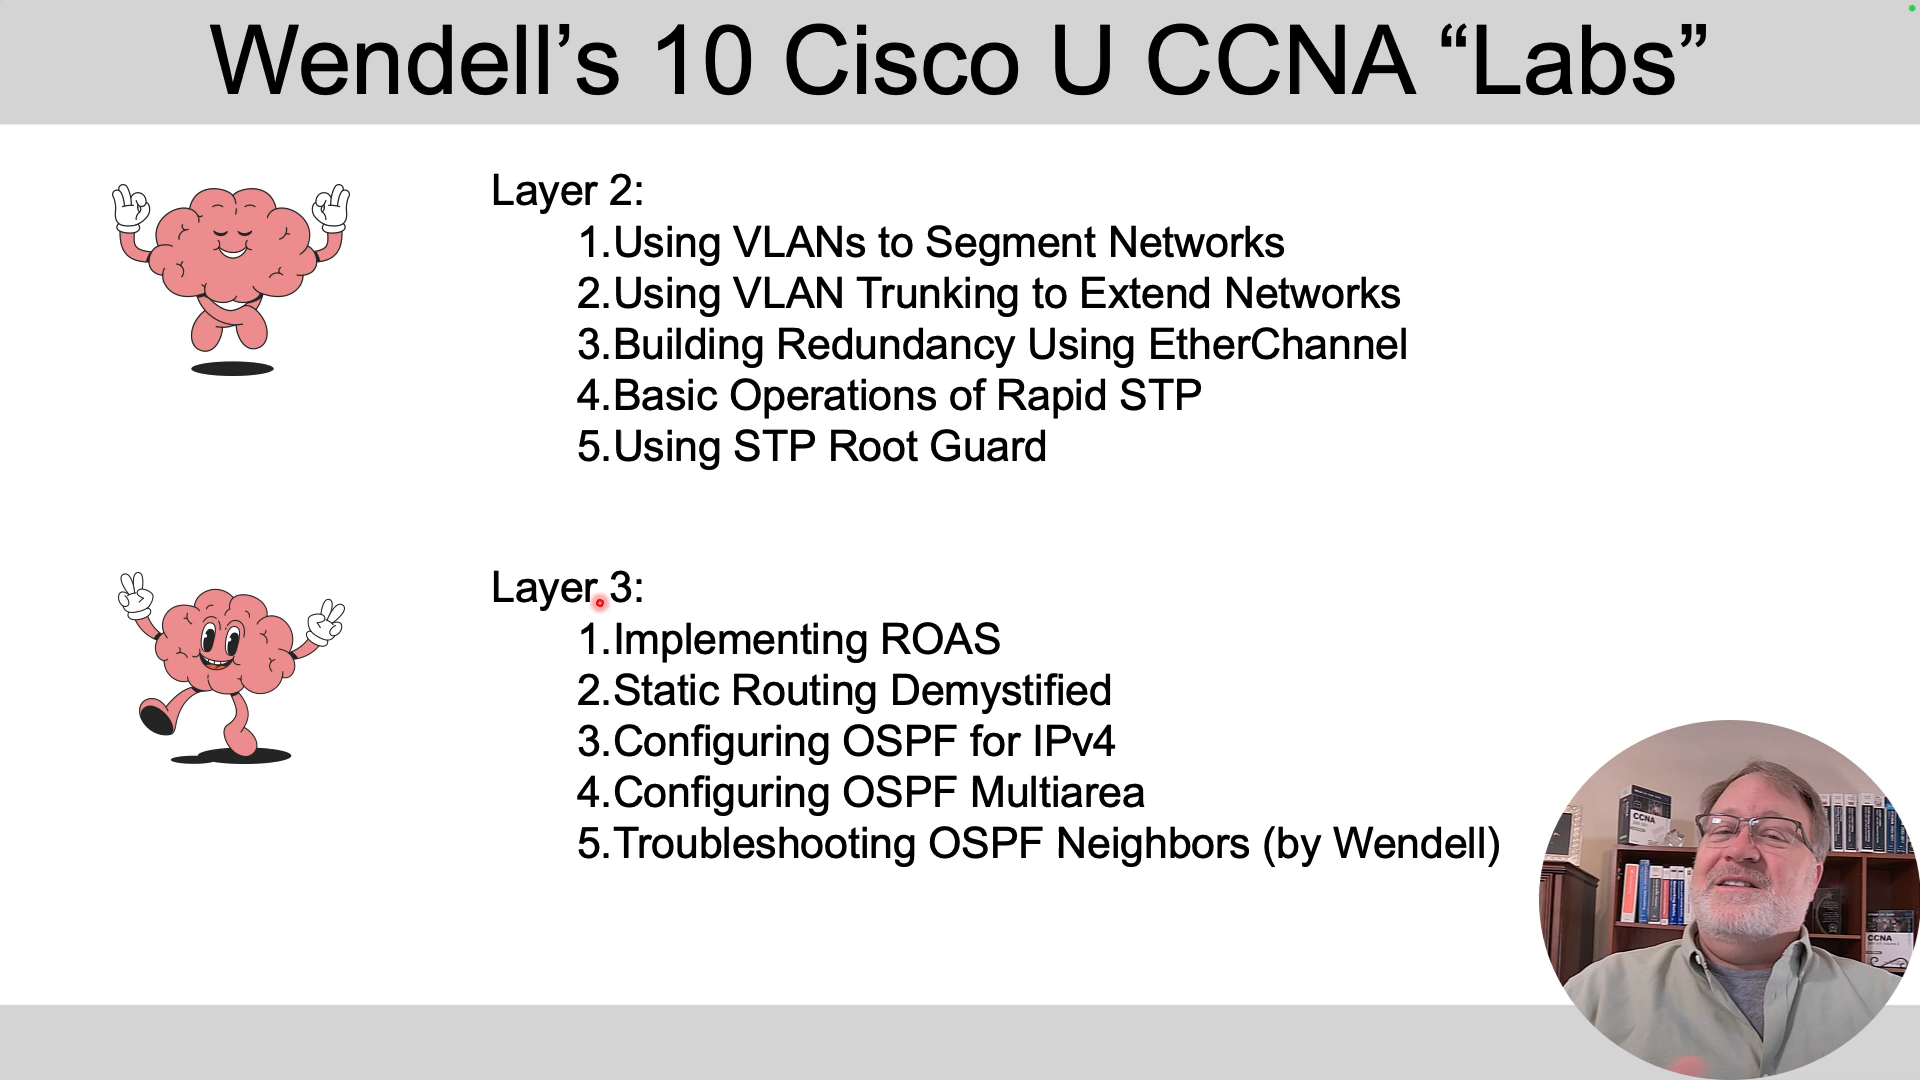 Wendell’s 10 Cisco U CCNA “Labs”
Layer 2:
1.Using VLANs to Segment Networks
2.Using VLAN Trunking to Extend Networks
3.Building Redundancy Using EtherChannel
4.Basic Operations of Rapid STP
5.Using STP Root Guard
Layer 3:
1.Implementing ROAS
2.Static Routing Demystified
3.Configuring OSPF for IPv4
4.Configuring OSPF Multiarea
5.Troubleshooting OSPF Neighbors (by Wendell)
CCNA
CCNA